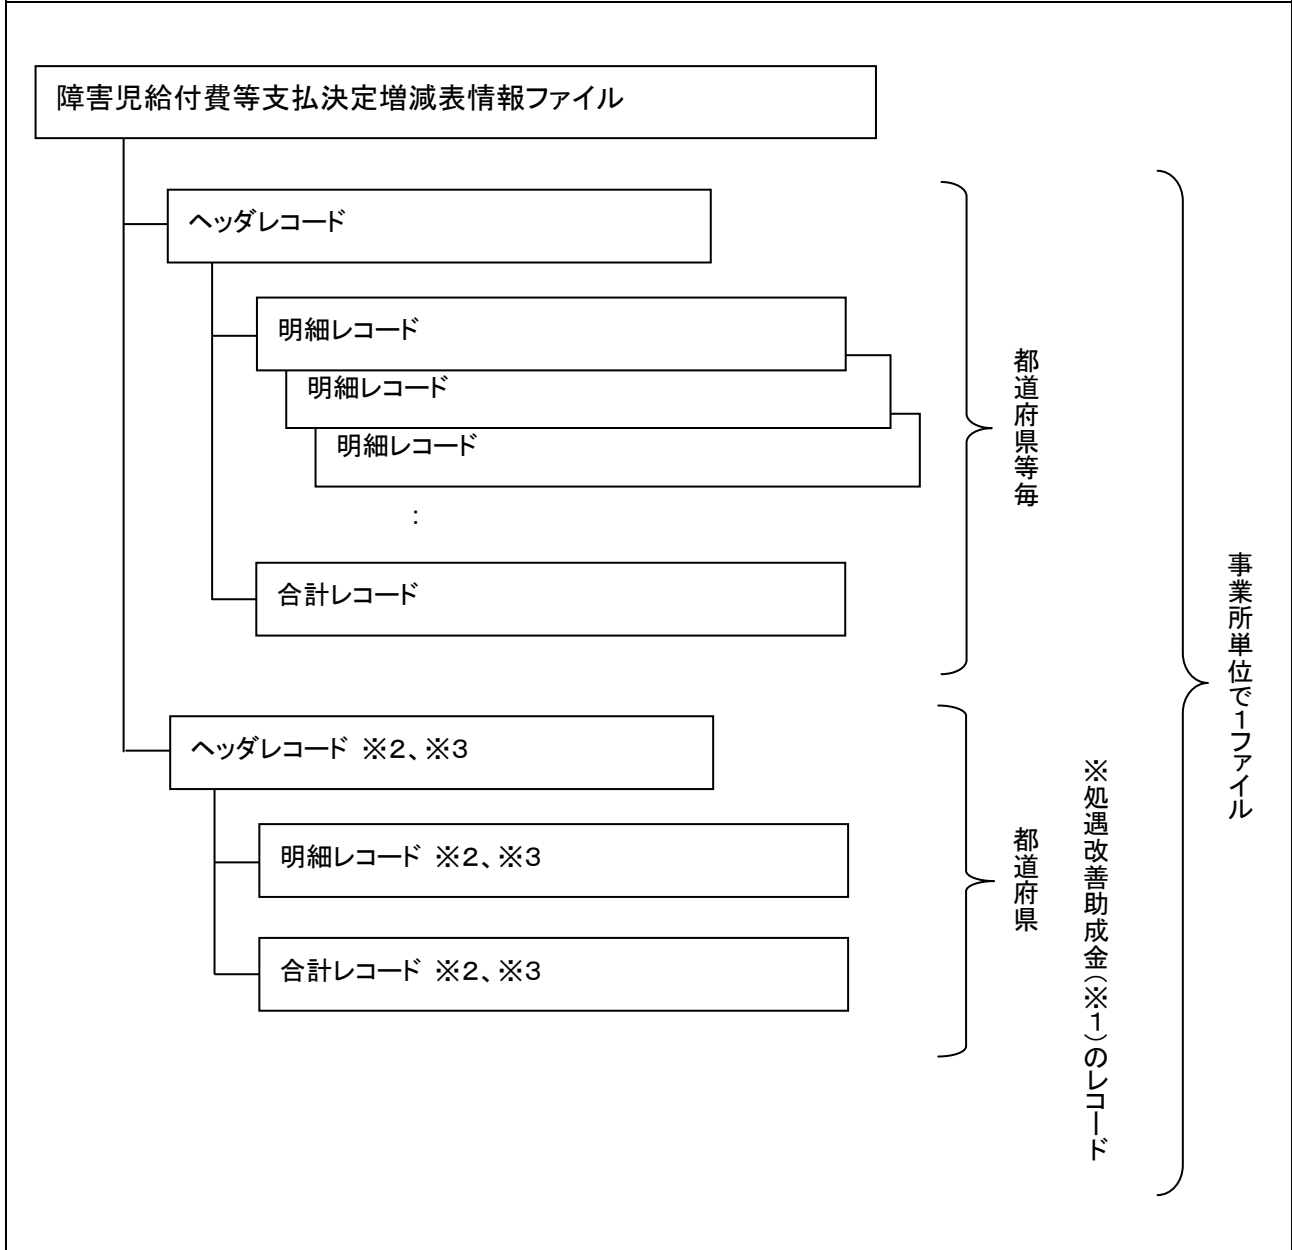 障害児給付費等支払決定増減表情報ファイル
ヘッダレコード
明細レコード
明細レコード
明細レコード
:
合計レコード
都道府県等毎
ヘッダレコード ※2、※3
明細レコード ※2、※3
合計レコード ※2、※3
都道府県
※処遇改善助成金(※1)のレコード
事業所単位で1ファイル